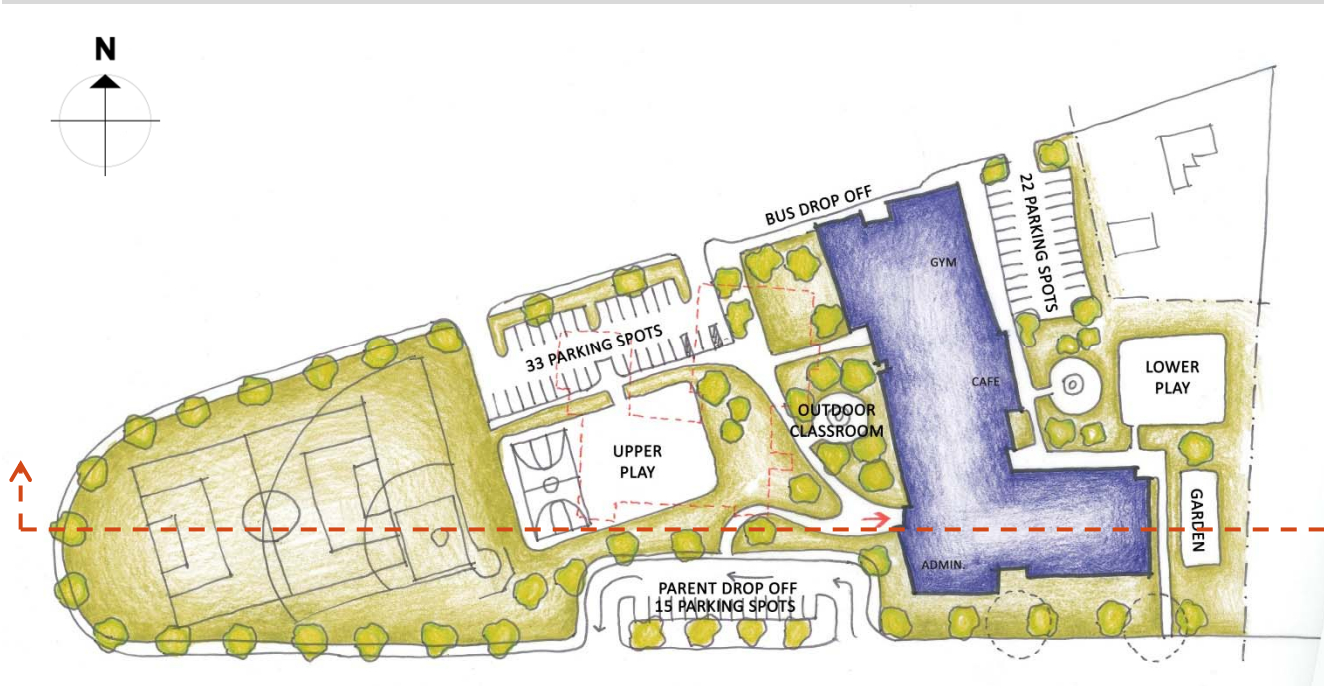 N
BUS DROP OFF
22 PARKING SPOTS
GYM
33 PARKING SPOTS
CAFE
LOWER
PLAY
OUTDOOR
CLASSROOM
UPPER
PLAY
GARDEN
ADMIN.
PARENT DROP OFF
15 PARKING SPOTS